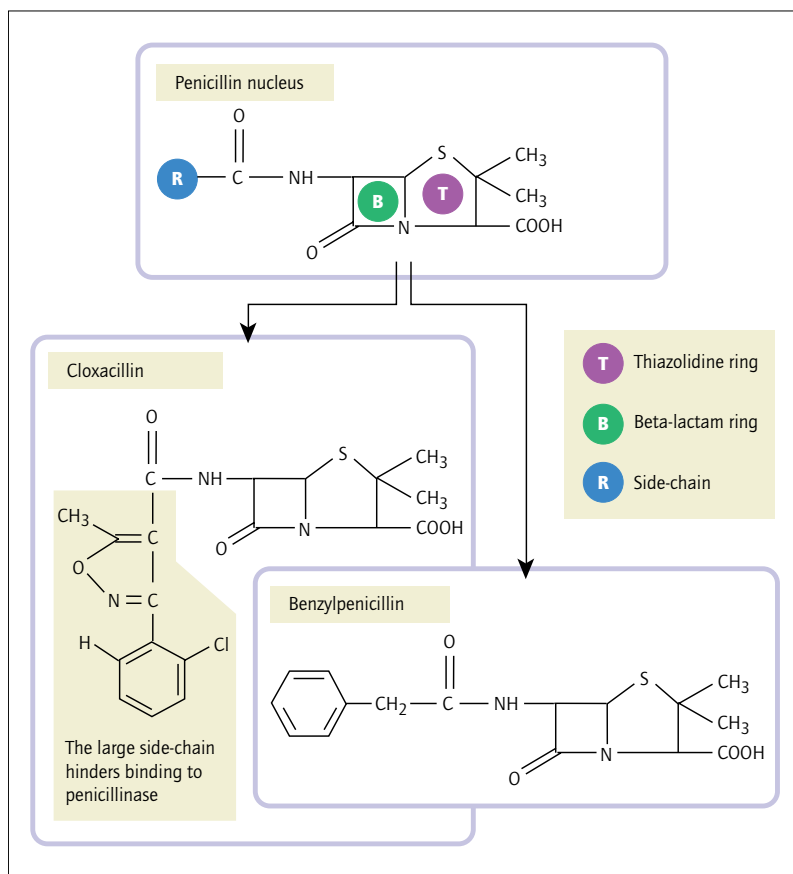 Penicillin nucleus
O
R
C
NH
S
CH3
CH3
B
T
N
COOH
O
Cloxacillin
O
C
NH
S
CH3
CH3
N
COOH
O
CH3
C
O
N
C
H
Cl
The large side-chain
hinders binding to
penicillinase
T Thiazolidine ring
B Beta-lactam ring
R Side-chain
Benzylpenicillin
O
CH2
C
NH
S
CH3
CH3
N
COOH
O